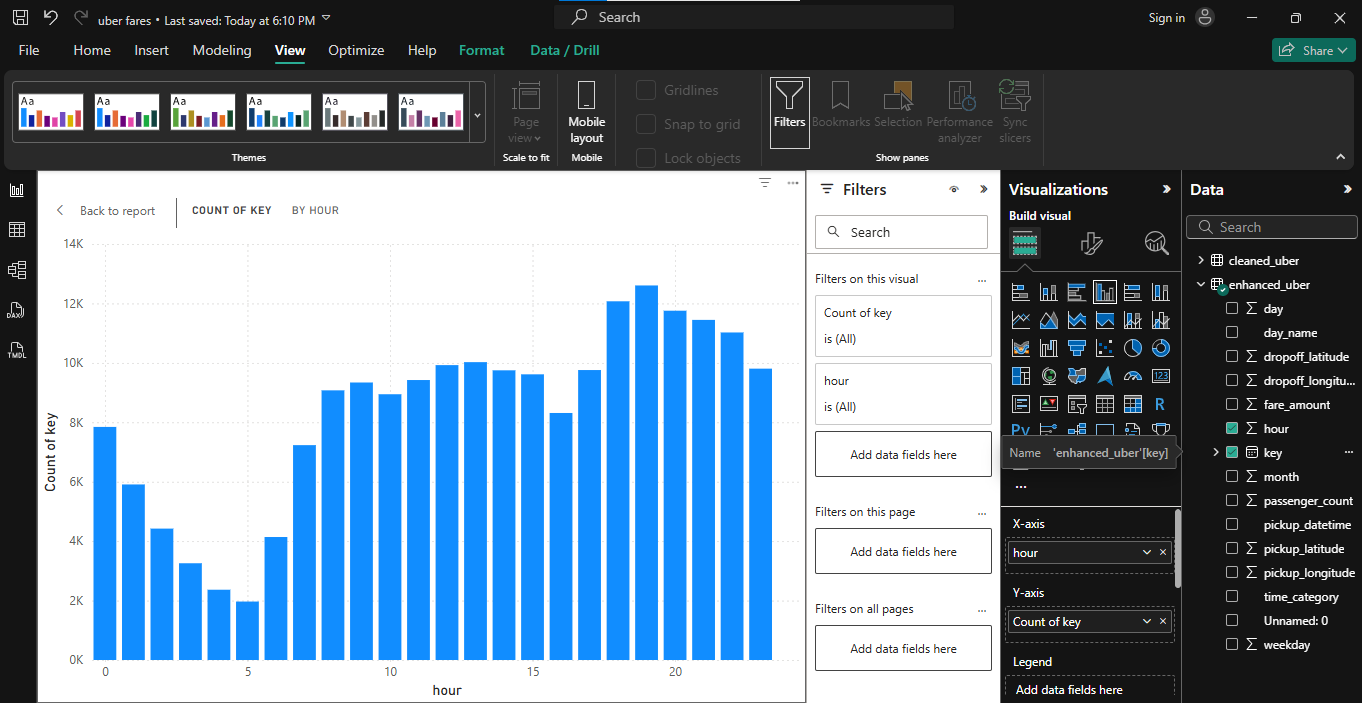 uber fares • Last saved: Today at 6:10 PM
Search
Sign in
File Home Insert Modeling View Optimize Help Format Data / Drill
Share
Aa Aa Aa Aa Aa Aa
Themes
Page view
Scale to fit
Mobile layout
Mobile
Gridlines
Snap to grid
Lock objects
Filters
Bookmarks
Selection
Performance analyzer
Sync slicers
Show panes
DAX
TMDL
Back to report
COUNT OF KEY
BY HOUR
14K
12K
10K
8K
6K
4K
2K
0K
Count of key
0 5 10 15 20
hour
Filters
Search
Filters on this visual
...
Count of key
is (All)
hour
is (All)
Add data fields here
Filters on this page
...
Add data fields here
Filters on all pages
...
Add data fields here
Visualizations
Build visual
123
R
Py
Name 'enhanced_uber'[key]
...
X-axis
hour
Y-axis
Count of key
Legend
Add data fields here
Data
Search
cleaned_uber
enhanced_uber
Σ day
day_name
Σ dropoff_latitude
Σ dropoff_longitu...
Σ fare_amount
Σ hour
key
...
Σ month
Σ passenger_count
pickup_datetime
Σ pickup_latitude
Σ pickup_longitude
time_category
Unnamed: 0
Σ weekday